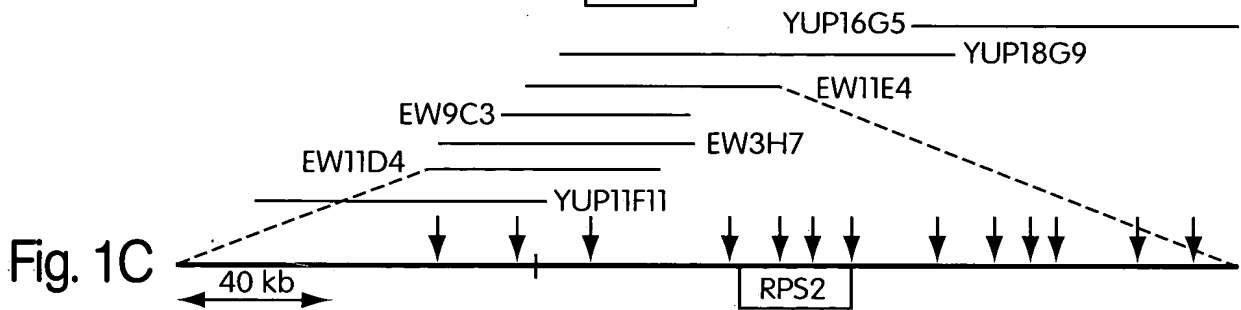 YUP16G5
YUP18G9
EW11E4
EW9C3
EW3H7
EW11D4
YUP11F11
Fig. 1C
40 kb
RPS2